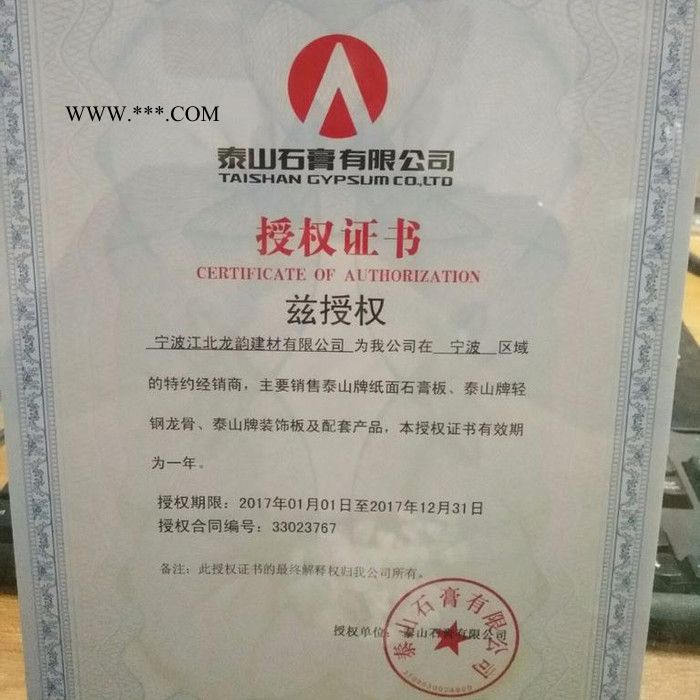 WWW.***.COM
泰山石膏有限公司
TAISHAN GYPSUM CO.,LTD
授权证书
CERTIFICATE OF AUTHORIZATION
兹授权
宁波江北龙韵建材有限公司 为我公司在 宁波 区域
的特约经销商，主要销售泰山牌纸面石膏板、泰山牌轻
钢龙骨、泰山牌装饰板及配套产品，本授权证书有效期
为一年。
授权期限：2017年01月01日至2017年12月31日
授权合同编号：33023767
备注：此授权证书的最终解释权归我公司所有。
授权单位：泰山石膏有限公司
泰山石膏有限公司